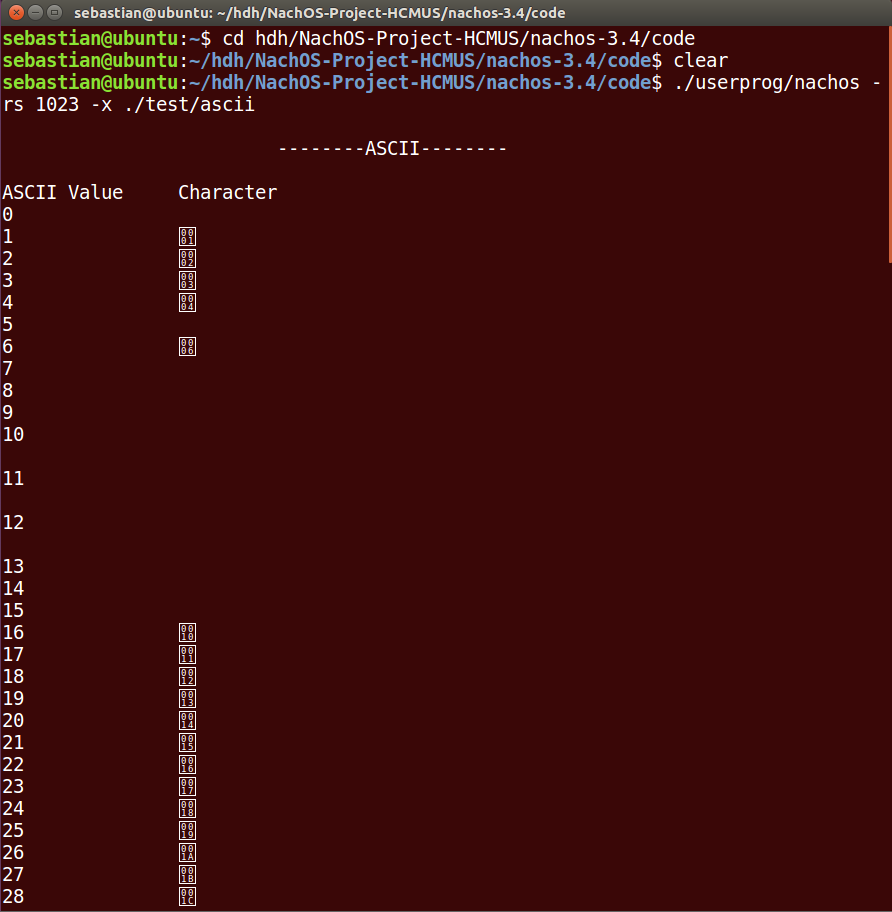 sebastian@ubuntu: ~/hdh/NachOS-Project-HCMUS/nachos-3.4/code
sebastian@ubuntu:~$ cd hdh/NachOS-Project-HCMUS/nachos-3.4/code
sebastian@ubuntu:~/hdh/NachOS-Project-HCMUS/nachos-3.4/code$ clear
sebastian@ubuntu:~/hdh/NachOS-Project-HCMUS/nachos-3.4/code$ ./userprog/nachos -
rs 1023 -x ./test/ascii
--------ASCII--------
ASCII Value Character
0
1 0001
2 0002
3 0003
4 0004
5
6 0006
7
8
9
10
11
12
13
14
15
16 0010
17 0011
18 0012
19 0013
20 0014
21 0015
22 0016
23 0017
24 0018
25 0019
26 001A
27 001B
28 001C